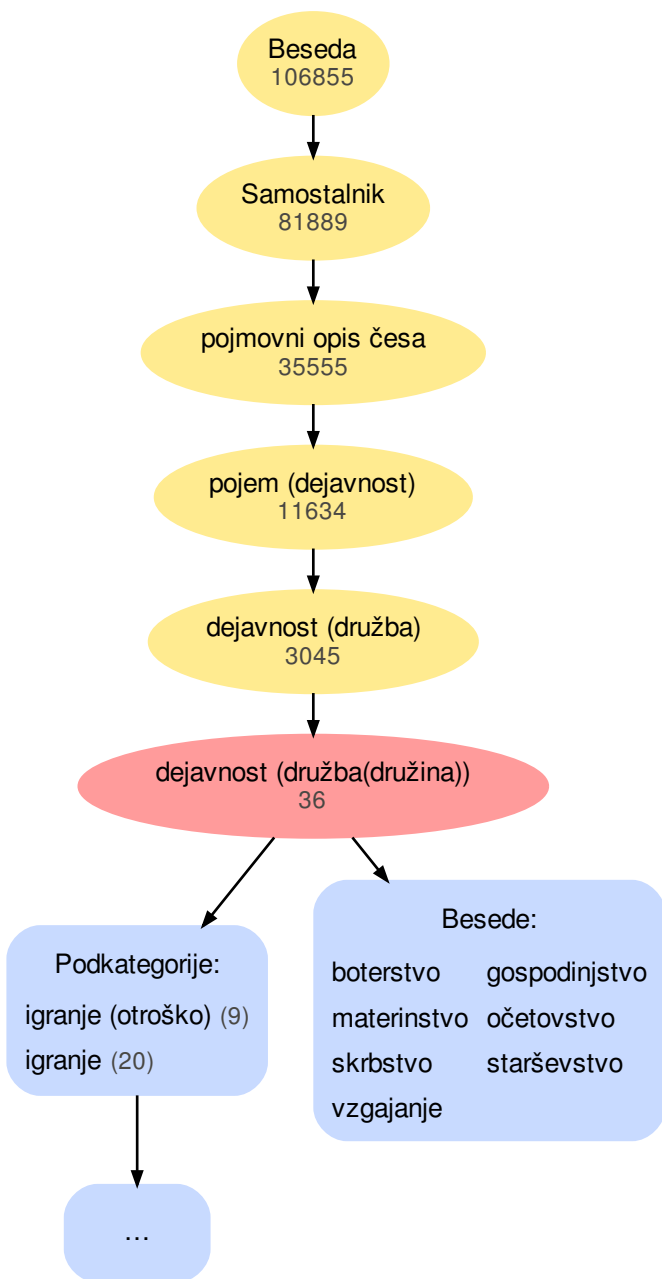 Beseda
106855
Samostalnik
81889
pojmovni opis česa
35555
pojem (dejavnost)
11634
dejavnost (družba)
3045
dejavnost (družba(družina))
36
Podkategorije:
igranje (otroško) (9)
igranje (20)
...
Besede:
boterstvo gospodinjstvo
materinstvo očetovstvo
skrbstvo starševstvo
vzgajanje